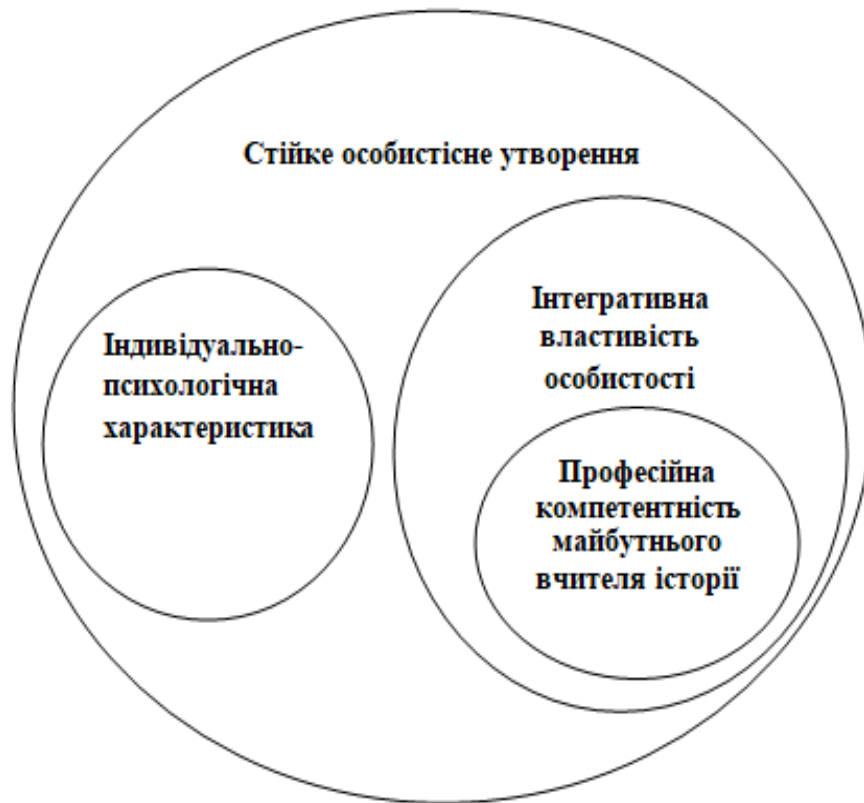 Стійке особистісне утворення
Індивідуально-
психологічна
характеристика
Інтегративна
властивість
особистості
Професійна
компетентність
майбутнього
вчителя історії